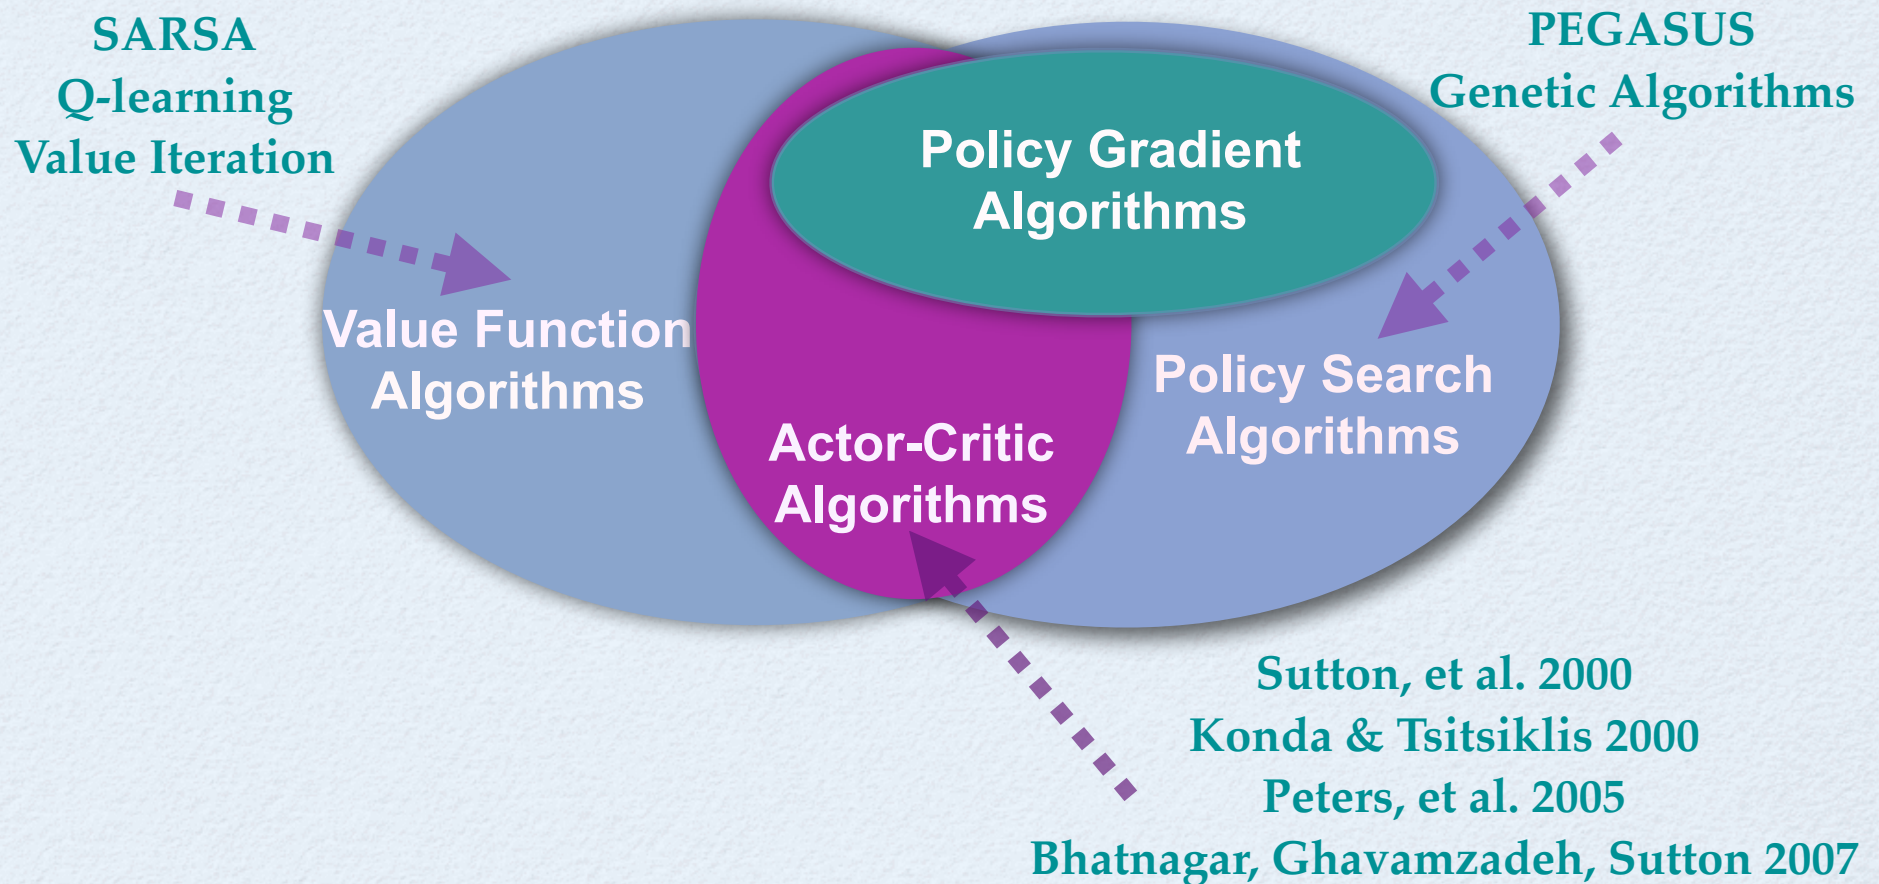 SARSA
Q-learning
Value Iteration
PEGASUS
Genetic Algorithms
Policy Gradient
Algorithms
Value Function
Algorithms
Policy Search
Algorithms
Actor-Critic
Algorithms
Sutton, et al. 2000
Konda & Tsitsiklis 2000
Peters, et al. 2005
Bhatnagar, Ghavamzadeh, Sutton 2007